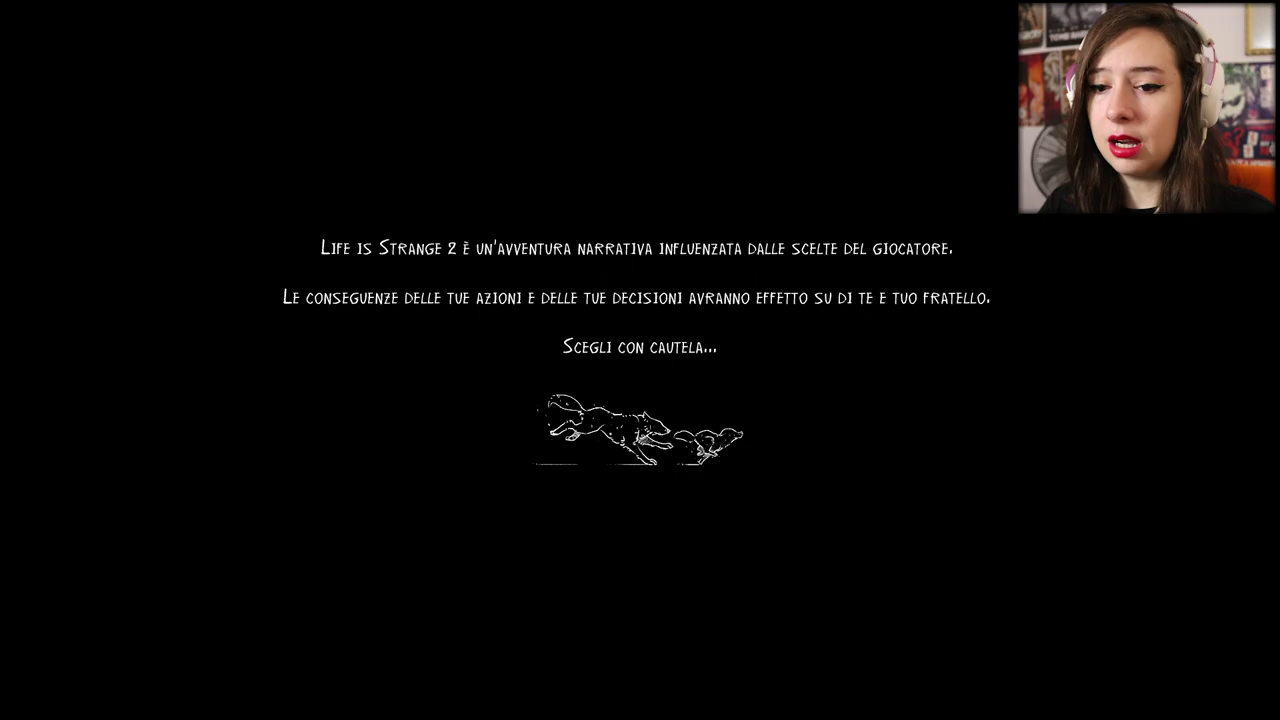 Life is Strange 2 è un'avventura narrativa influenzata dalle scelte del giocatore.
Le conseguenze delle tue azioni e delle tue decisioni avranno effetto su di te e tuo fratello.
Scegli con cautela...